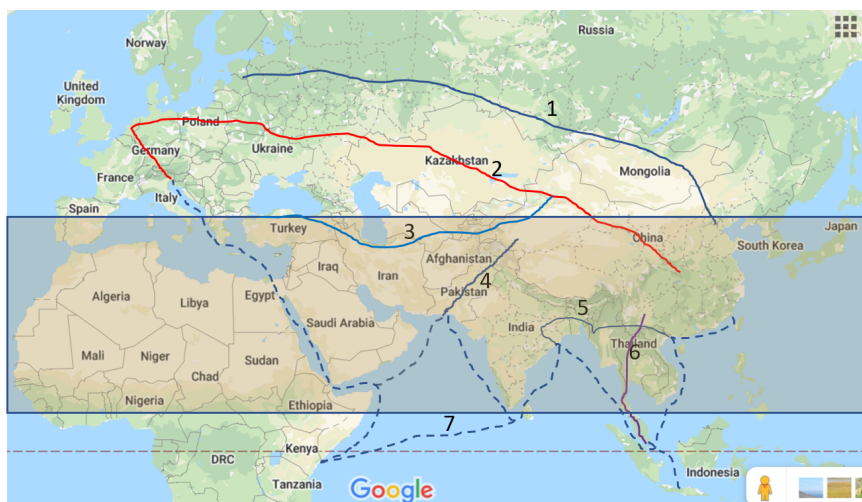 Norway
Russia
United
Kingdom
1
Poland
Germany
Ukraine
Kazakhstan
2
Mongolia
France
Italy
Spain
Turkey
3
China
South Korea
Japan
Afghanistan
Iraq
Iran
4
Pakistan
Algeria
Libya
Egypt
Saudi Arabia
India
5
Thailand
6
Mali
Niger
Sudan
Chad
Nigeria
Ethiopia
7
Kenya
DRC
Indonesia
Tanzania
Google